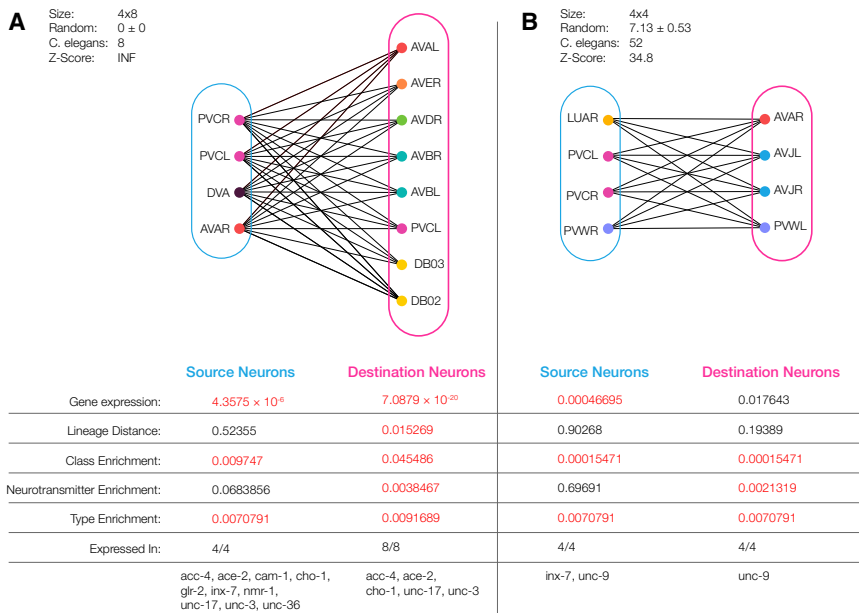 A
Size: 4x8
Random: 0 ± 0
C. elegans: 8
Z-Score: INF
AVAL
AVER
AVDR
AVBR
AVBL
PVCL
DB03
DB02
PVCR
PVCL
DVA
AVAR
B
Size: 4x4
Random: 7.13 ± 0.53
C. elegans: 52
Z-Score: 34.8
LUAR
PVCL
PVCR
PVWR
AVAR
AVJL
AVJR
PVWL
Source Neurons Destination Neurons Source Neurons Destination Neurons
Gene expression: 4.3575 × 10⁻⁶ 7.0879 × 10⁻²⁰ 0.00046695 0.017643
Lineage Distance: 0.52355 0.015269 0.90268 0.19389
Class Enrichment: 0.009747 0.045486 0.00015471 0.00015471
Neurotransmitter Enrichment: 0.0683856 0.0038467 0.69691 0.0021319
Type Enrichment: 0.0070791 0.0091689 0.0070791 0.0070791
Expressed In: 4/4 8/8 4/4 4/4
acc-4, ace-2, cam-1, cho-1, acc-4, ace-2, inx-7, unc-9 unc-9
glr-2, inx-7, nmr-1, cho-1, unc-17, unc-3
unc-17, unc-3, unc-36